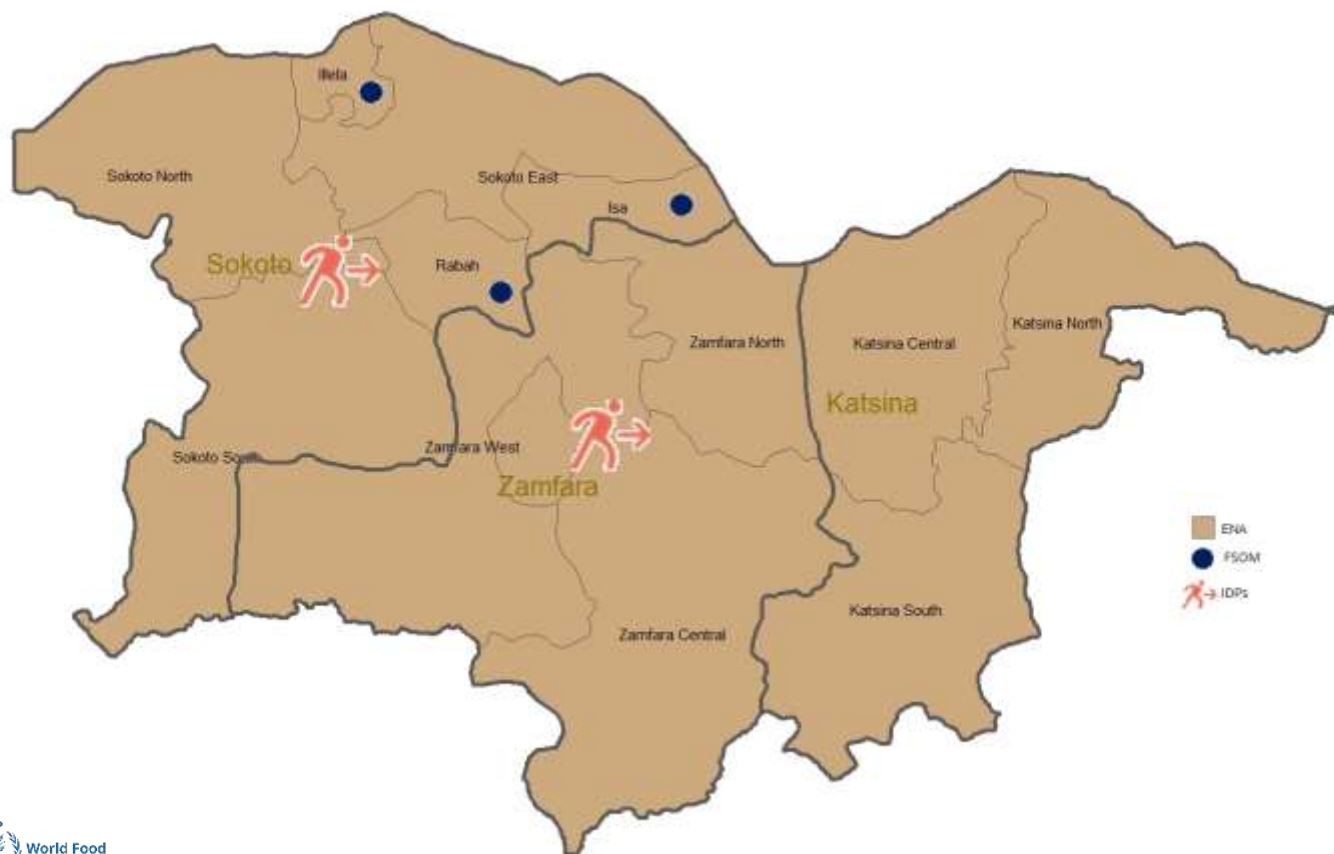 Illela
Sokoto North
Sokoto East
Isa
Sokoto
Rabah
Zamfara North
Katsina Central
Katsina North
Katsina
Zamfara West
Sokoto South
Zamfara
ENA
FSOM
IDPs
Katsina South
Zamfara Central
World Food